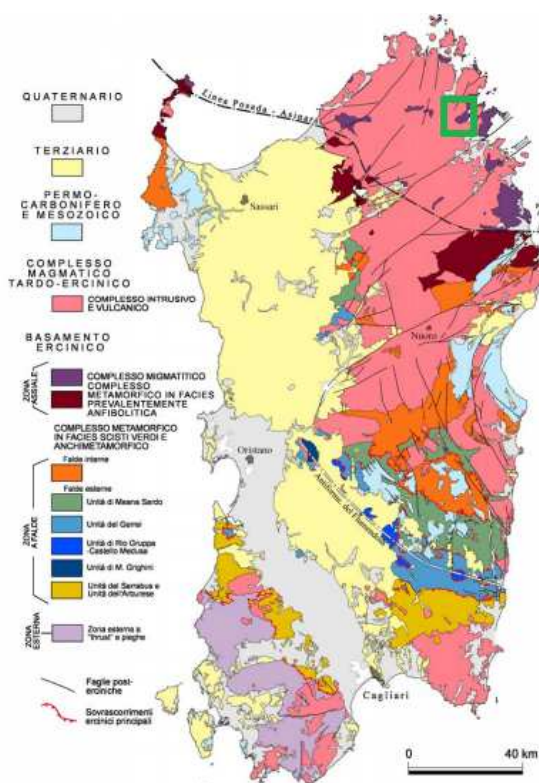 QUATERNARIO
TERZIARIO
PERMO-
CARBONIFERO
E MESOZOICO
COMPLESSO
MAGMATICO
TARDO-ERCINICO
COMPLESSO INTRUSIVO
E VULCANICO
BASAMENTO
ERCINICO
ZONA
ASSIALE
COMPLESSO MIGMATITICO
COMPLESSO
METAMORFICO IN FACIES
PREVALENTEMENTE
ANFIBOLITICA
COMPLESSO METAMORFICO
IN FACIES SCISTI VERDI E
ANCHIMETAMORFICO
ZONA
A FALDE
Falde interne
Falde esterne
Unità di Meana Sardo
Unità del Gerrei
Unità di Rio Gruppa
-Castello Medusa
Unità di M. Grighini
Unità del Sarrabus e
Unità dell'Arburese
ZONA
ESTERNA
Zona esterna a
"thrust" e pieghe
Faglie post-
erciniche
Sovrascorrimenti
ercinici principali
Linea Posada - Asinara
Sassari
Nuoro
Oristano
Antiforme del Flumendosa
Cagliari
0
40 km